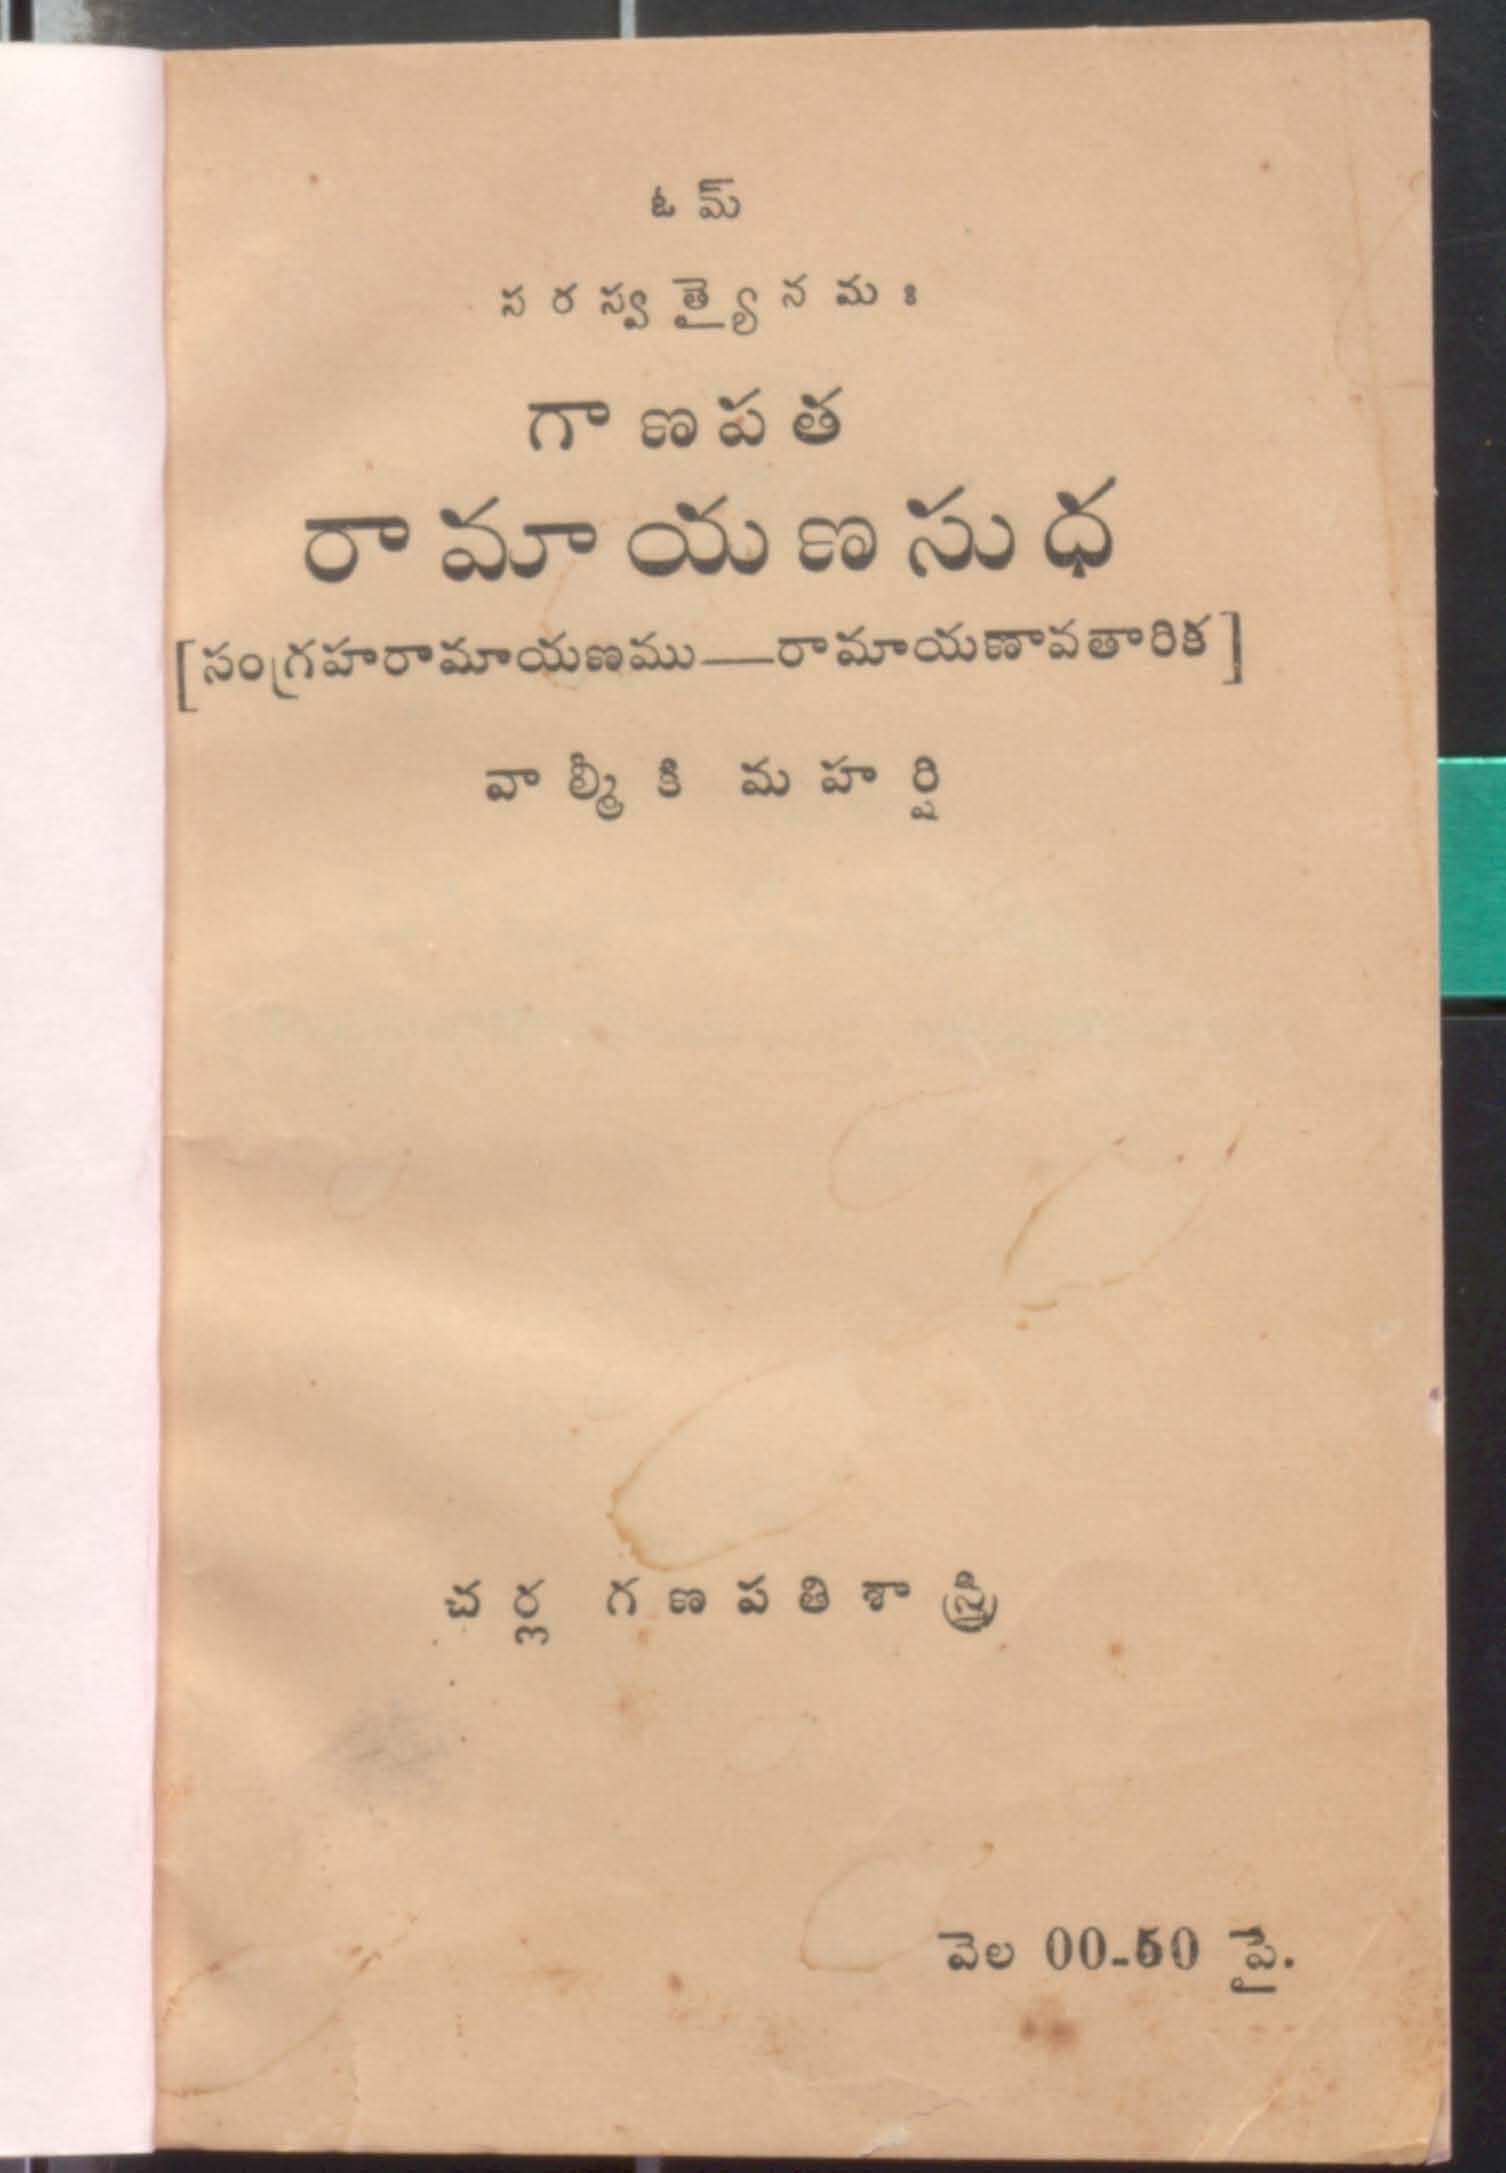 ఓమ్
సరస్వత్యైనమః
గాణపత
రామాయణసుధ
[సంగ్రహరామాయణము—రామాయణావతారిక]
వాల్మీకి మహర్షి
చర్ల గణపతిశాస్త్రి
వెల 00-50 పై.